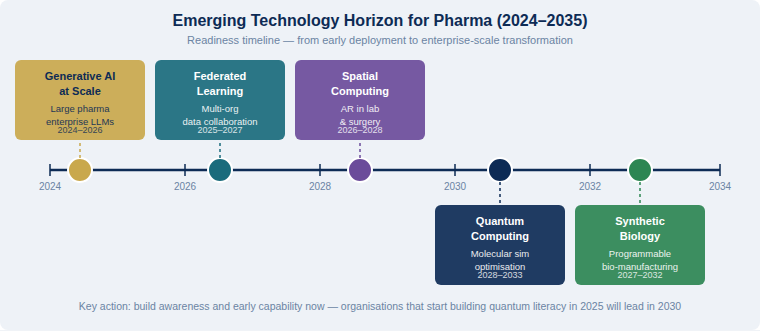 Emerging Technology Horizon for Pharma (2024–2035)
Readiness timeline — from early deployment to enterprise-scale transformation
Generative AI
at Scale
Large pharma
enterprise LLMs
2024–2026
Federated
Learning
Multi-org
data collaboration
2025–2027
Spatial
Computing
AR in lab
& surgery
2026–2028
2024
2026
2028
2030
2032
2034
Quantum
Computing
Molecular sim
optimisation
2028–2033
Synthetic
Biology
Programmable
bio-manufacturing
2027–2032
Key action: build awareness and early capability now — organisations that start building quantum literacy in 2025 will lead in 2030